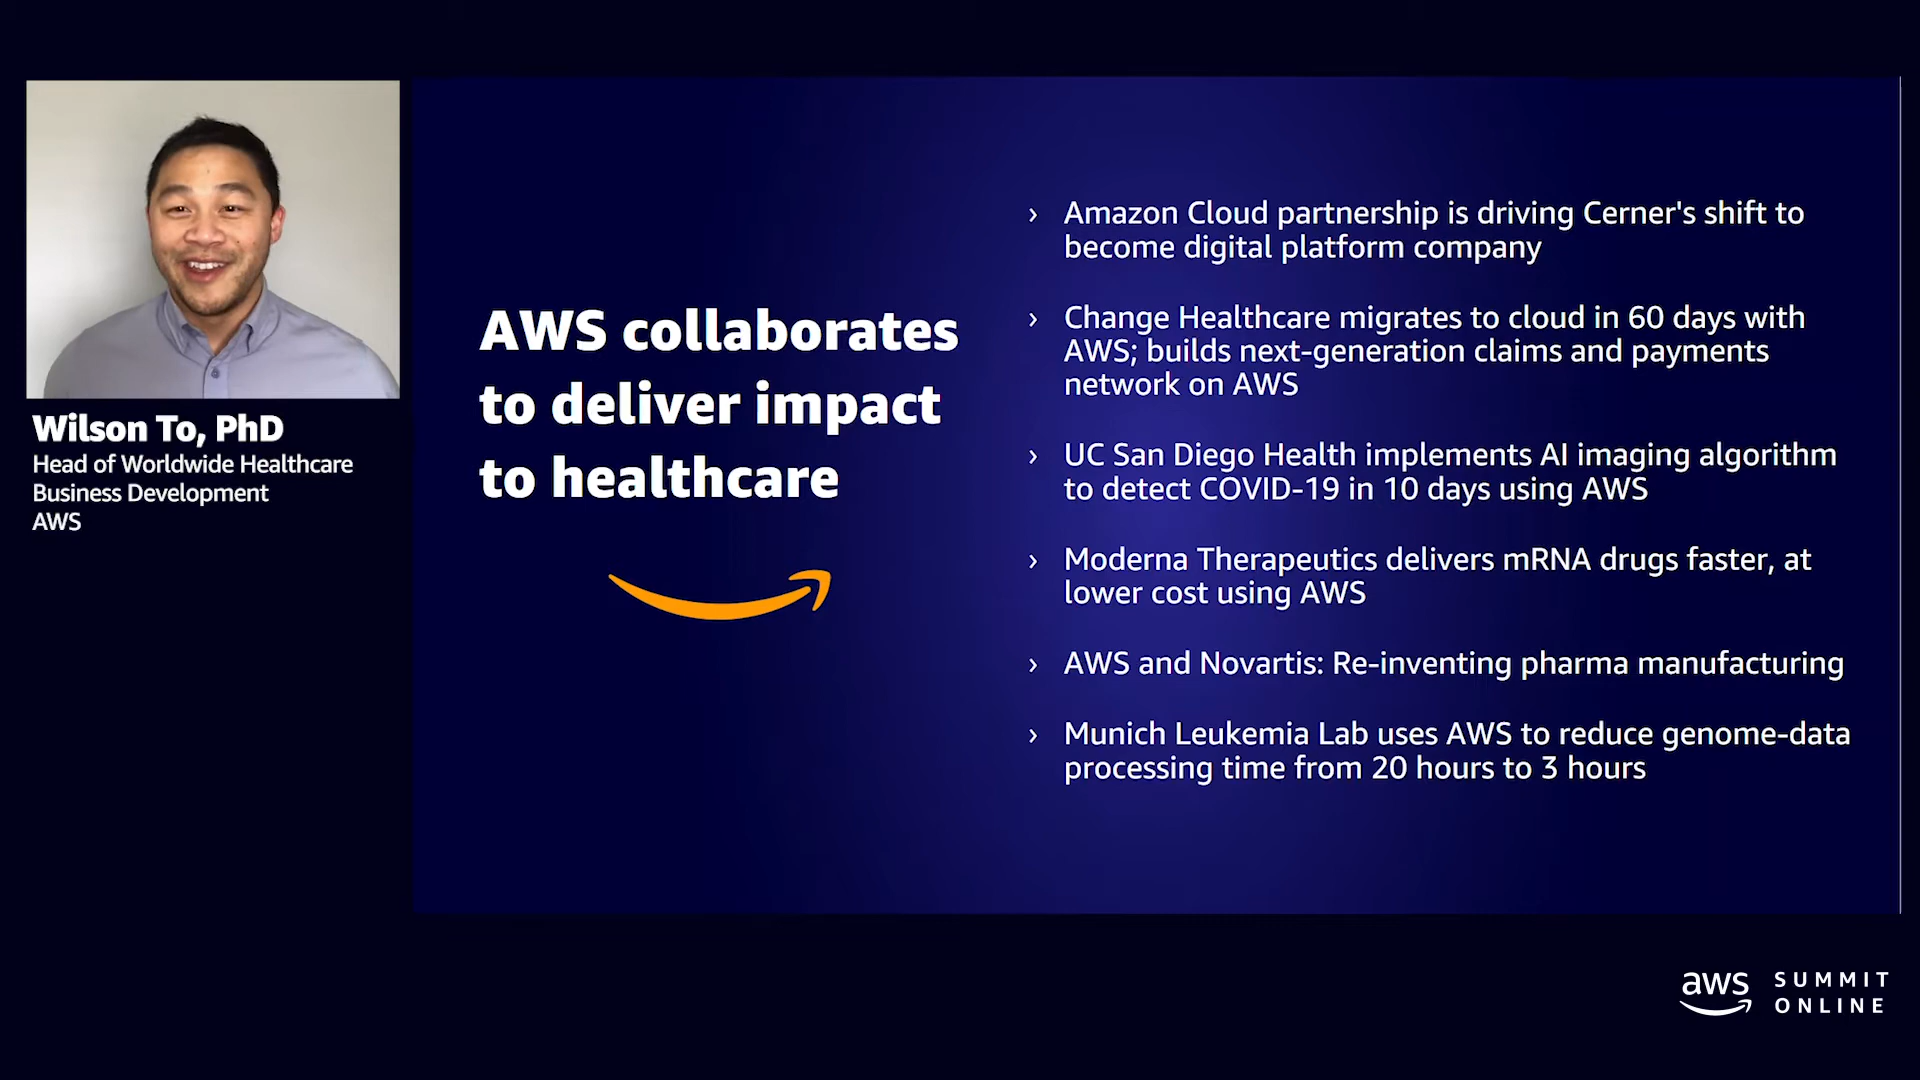 Wilson To, PhD
Head of Worldwide Healthcare
Business Development
AWS
AWS collaborates
to deliver impact
to healthcare
› Amazon Cloud partnership is driving Cerner's shift to
become digital platform company
› Change Healthcare migrates to cloud in 60 days with
AWS; builds next-generation claims and payments
network on AWS
› UC San Diego Health implements AI imaging algorithm
to detect COVID-19 in 10 days using AWS
› Moderna Therapeutics delivers mRNA drugs faster, at
lower cost using AWS
› AWS and Novartis: Re-inventing pharma manufacturing
› Munich Leukemia Lab uses AWS to reduce genome-data
processing time from 20 hours to 3 hours
aws SUMMIT
ONLINE